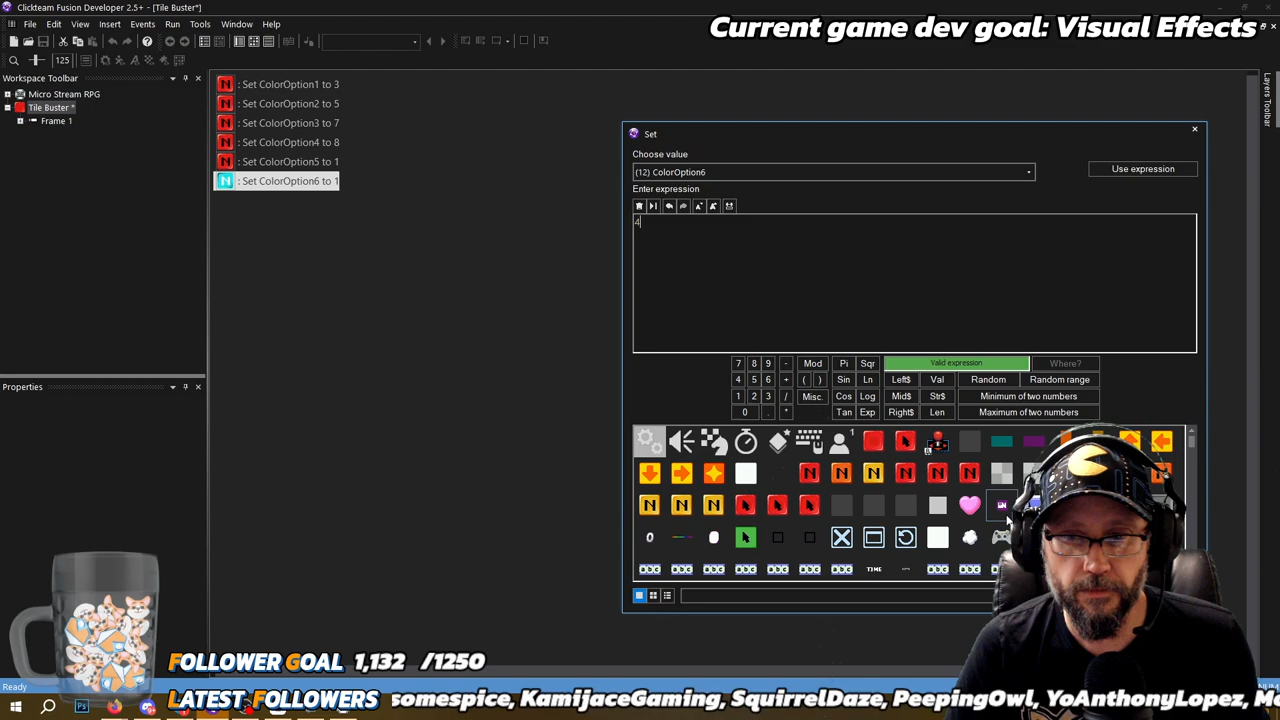 Clickteam Fusion Developer 2.5+ - [Tile Buster*]
Current game dev goal: Visual Effects
File Edit View Insert Events Run Tools Window Help
125
Workspace Toolbar
Micro Stream RPG
Tile Buster *
Frame 1
Properties
Layers Toolbar
: Set ColorOption1 to 3
: Set ColorOption2 to 5
: Set ColorOption3 to 7
: Set ColorOption4 to 8
: Set ColorOption5 to 1
: Set ColorOption6 to 1
Set
Choose value
(12) ColorOption6
Use expression
Enter expression
4
7 8 9 - Mod Pi Sqr Valid expression Where?
4 5 6 + ( ) Sin Ln Left$ Val Random Random range
1 2 3 / Misc. Cos Log Mid$ Str$ Minimum of two numbers
0 . * Tan Exp Right$ Len Maximum of two numbers
TIME
FOLLOWER GOAL 1,132 /1250
Ready
LATEST FOLLOWERS somespice, KamijaceGaming, SquirrelDaze, PeepingOwl, YoAnthonyLopez, M